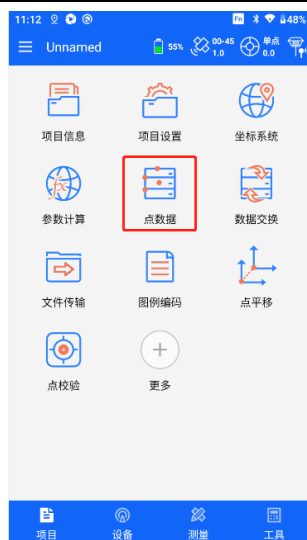 11:12 Fn 48%
Unnamed 55% 00-45 1.0 单点 0.0
项目信息 项目设置 坐标系统
f(x)
参数计算 点数据 数据交换
文件传输 图例编码 点平移
点校验 更多
项目 设备 测量 工具